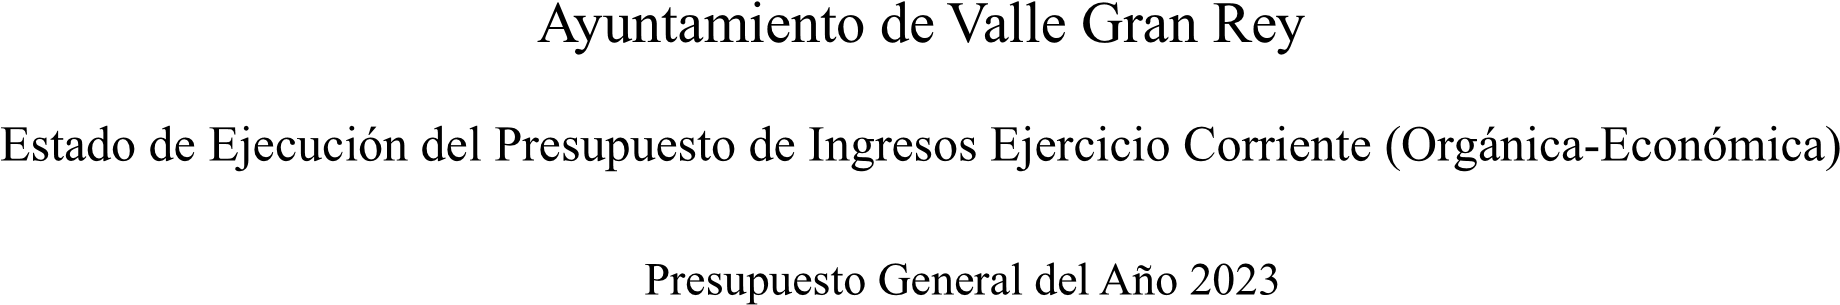 Ayuntamiento de Valle Gran Rey
Estado de Ejecución del Presupuesto de Ingresos Ejercicio Corriente (Orgánica-Económica)
Presupuesto General del Año 2023